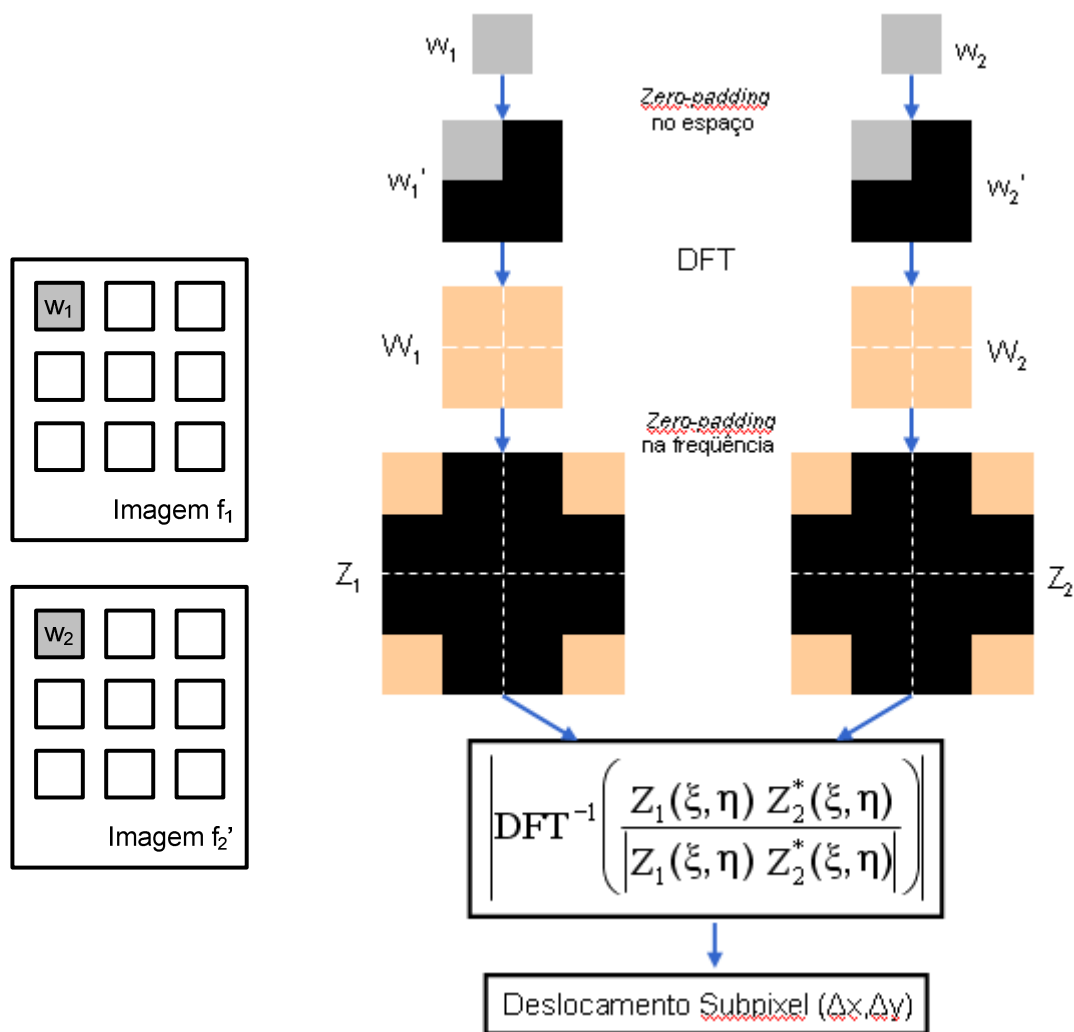 w₁
Imagem f₁
w₂
Imagem f₂’
w₁
w₂
Zero-padding
no espaço
w₁'
w₂'
DFT
W₁
W₂
Zero-padding
na freqüência
Z₁
Z₂
|DFT⁻¹( Z₁(ξ, η) Z₂*(ξ, η) / |Z₁(ξ, η) Z₂*(ξ, η)| )|
Deslocamento Subpixel (Δx,Δy)